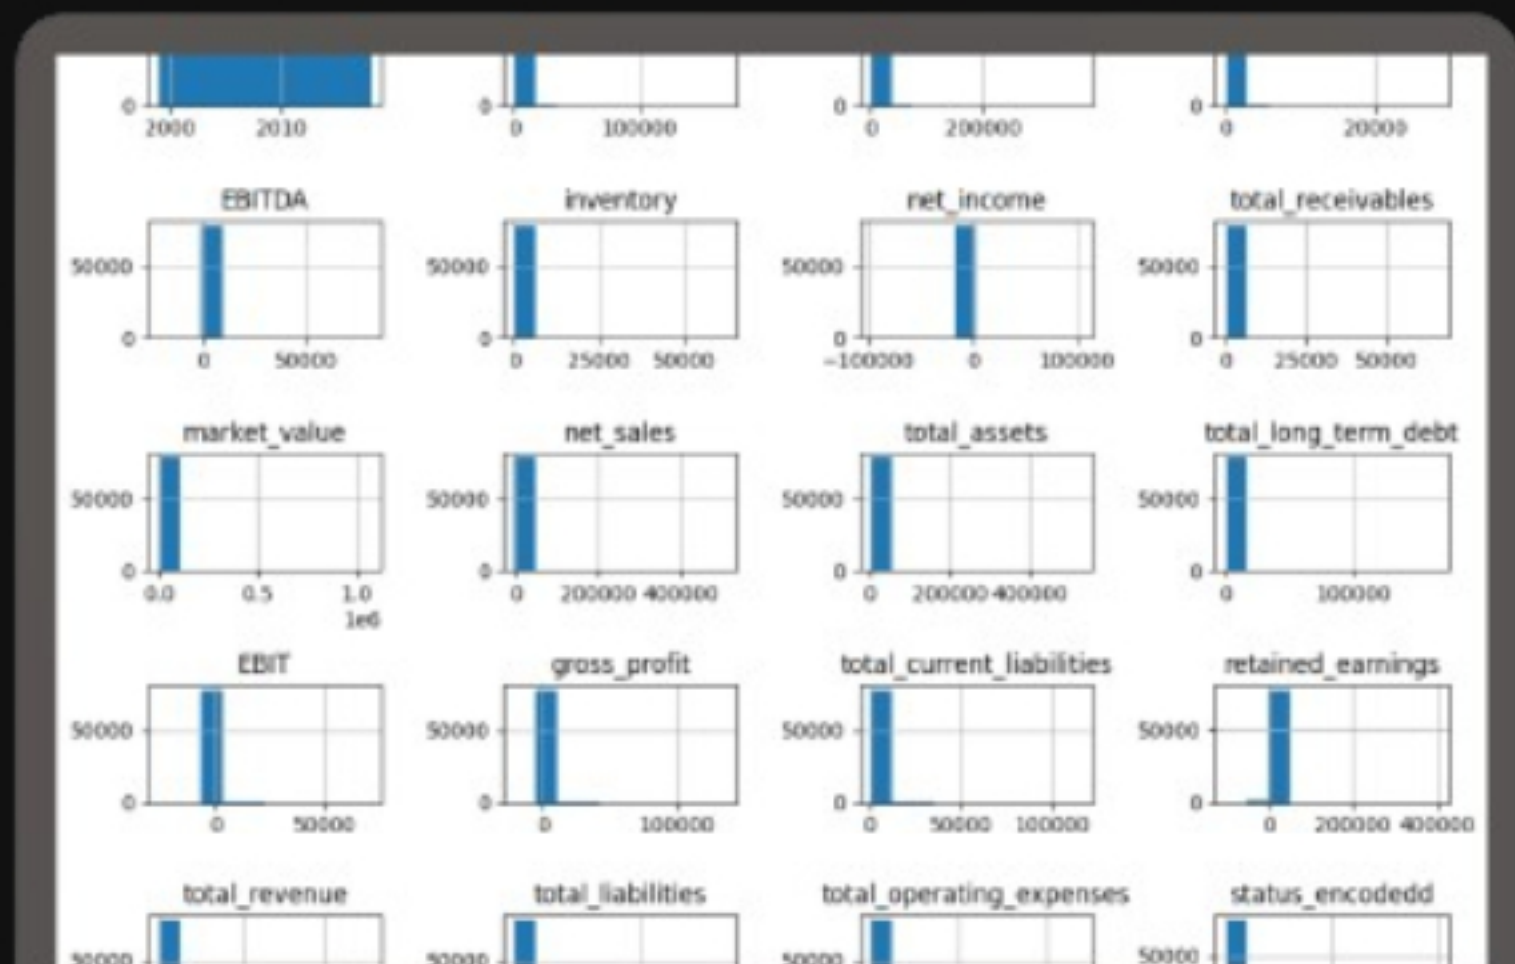 0 0 0 0
2000 2010 0 100000 0 200000 0 20000
EBITDA inventory net_income total_receivables
50000 50000 50000 50000
0 0 0 0
0 50000 0 25000 50000 −100000 0 100000 0 25000 50000
market_value net_sales total_assets total_long_term_debt
50000 50000 50000 50000
0 0 0 0
0.0 0.5 1.0 0 200000 400000 0 200000 400000 0 100000
1e6
EBIT gross_profit total_current_liabilities retained_earnings
50000 50000 50000 50000
0 0 0 0
0 50000 0 100000 0 50000 100000 0 200000 400000
total_revenue total_liabilities total_operating_expenses status_encodedd
50000 50000 50000 50000